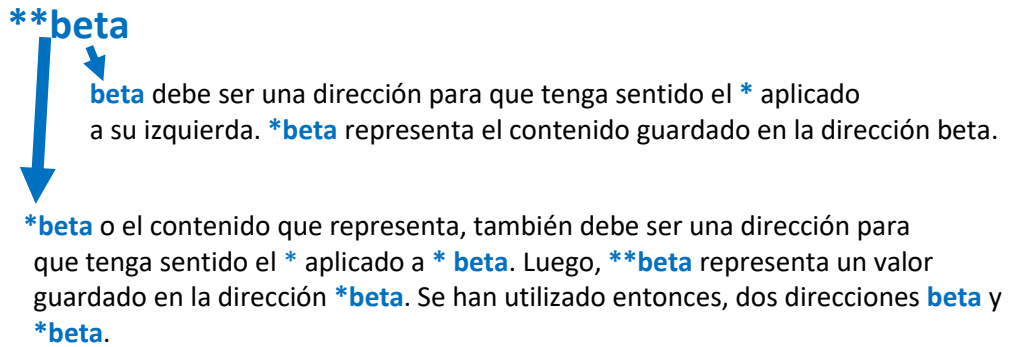 **beta
beta debe ser una dirección para que tenga sentido el * aplicado
a su izquierda. *beta representa el contenido guardado en la dirección beta.
*beta o el contenido que representa, también debe ser una dirección para
que tenga sentido el * aplicado a * beta. Luego, **beta representa un valor
guardado en la dirección *beta. Se han utilizado entonces, dos direcciones beta y
*beta.